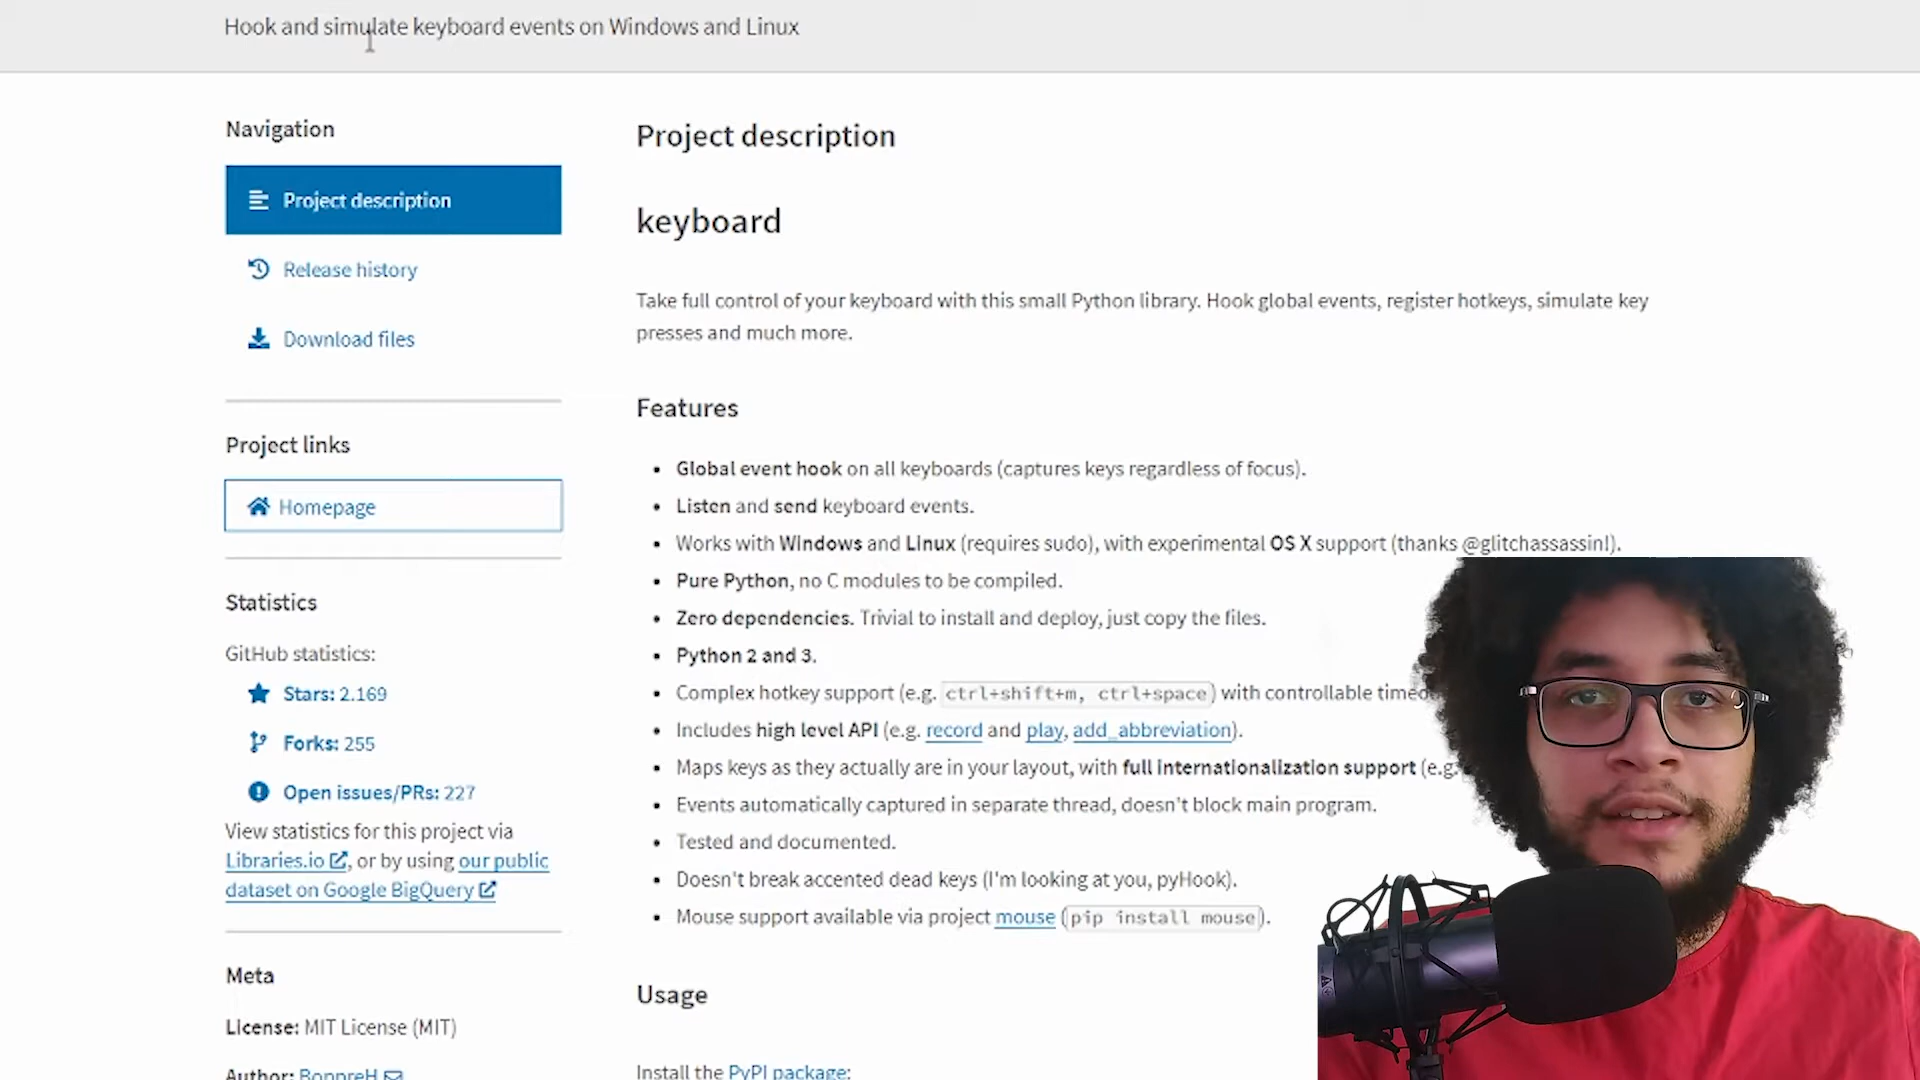 Hook and simulate keyboard events on Windows and Linux
Navigation
Project description
Release history
Download files
Project links
Homepage
Statistics
GitHub statistics:
Stars: 2.169
Forks: 255
Open issues/PRs: 227
View statistics for this project via
Libraries.io, or by using our public
dataset on Google BigQuery
Meta
License: MIT License (MIT)
Author: BoppreH
Project description
keyboard
Take full control of your keyboard with this small Python library. Hook global events, register hotkeys, simulate key
presses and much more.
Features
• Global event hook on all keyboards (captures keys regardless of focus).
• Listen and send keyboard events.
• Works with Windows and Linux (requires sudo), with experimental OS X support (thanks @glitchassassin!).
• Pure Python, no C modules to be compiled.
• Zero dependencies. Trivial to install and deploy, just copy the files.
• Python 2 and 3.
• Complex hotkey support (e.g. ctrl+shift+m, ctrl+space) with controllable
• Includes high level API (e.g. record and play, add_abbreviation).
• Maps keys as they actually are in your layout, with full internationalization support (e.g.
• Events automatically captured in separate thread, doesn't block main program.
• Tested and documented.
• Doesn't break accented dead keys (I'm looking at you, pyHook).
• Mouse support available via project mouse (pip install mouse).
Usage
Install the PyPI package: